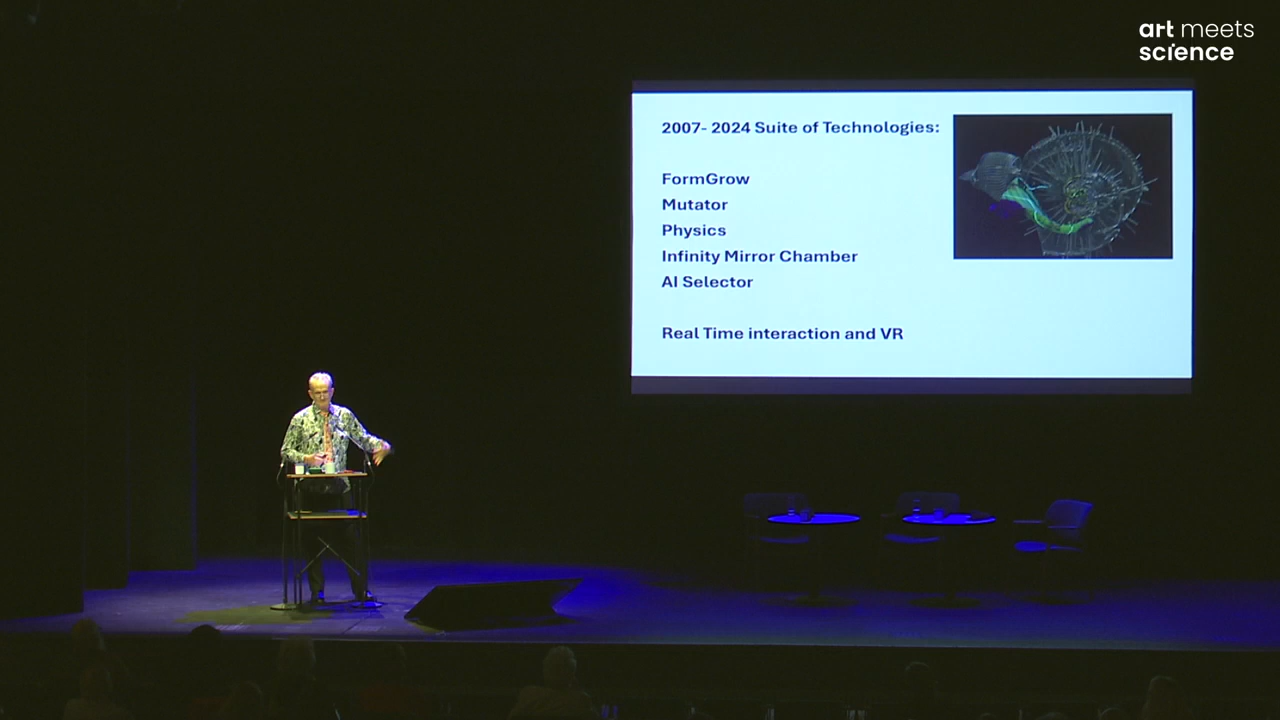 art meets
science
2007- 2024 Suite of Technologies:
FormGrow
Mutator
Physics
Infinity Mirror Chamber
AI Selector
Real Time interaction and VR